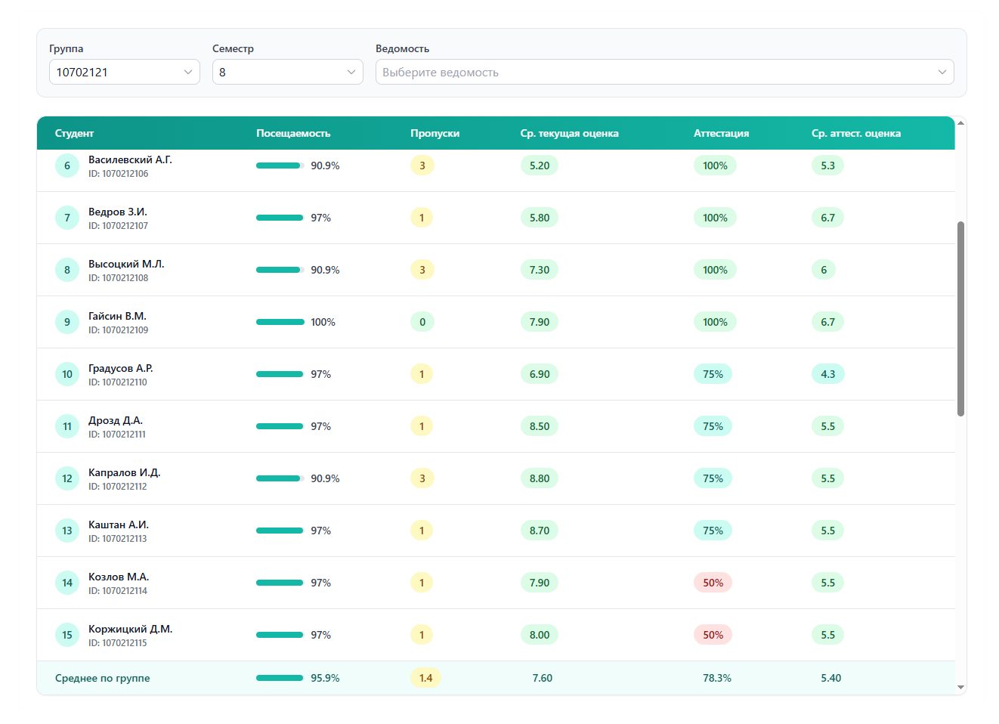 Группа Семестр Ведомость
10702121 8 Выберите ведомость
Студент Посещаемость Пропуски Ср. текущая оценка Аттестация Ср. аттест. оценка
6 Василевский А.Г. 90.9% 3 5.20 100% 5.3
ID: 1070212106
7 Ведров З.И. 97% 1 5.80 100% 6.7
ID: 1070212107
8 Высоцкий М.Л. 90.9% 3 7.30 100% 6
ID: 1070212108
9 Гайсин В.М. 100% 0 7.90 100% 6.7
ID: 1070212109
10 Градусов А.Р. 97% 1 6.90 75% 4.3
ID: 1070212110
11 Дрозд Д.А. 97% 1 8.50 75% 5.5
ID: 1070212111
12 Капралов И.Д. 90.9% 3 8.80 75% 5.5
ID: 1070212112
13 Каштан А.И. 97% 1 8.70 75% 5.5
ID: 1070212113
14 Козлов М.А. 97% 1 7.90 50% 5.5
ID: 1070212114
15 Коржицкий Д.М. 97% 1 8.00 50% 5.5
ID: 1070212115
Среднее по группе 95.9% 1.4 7.60 78.3% 5.40